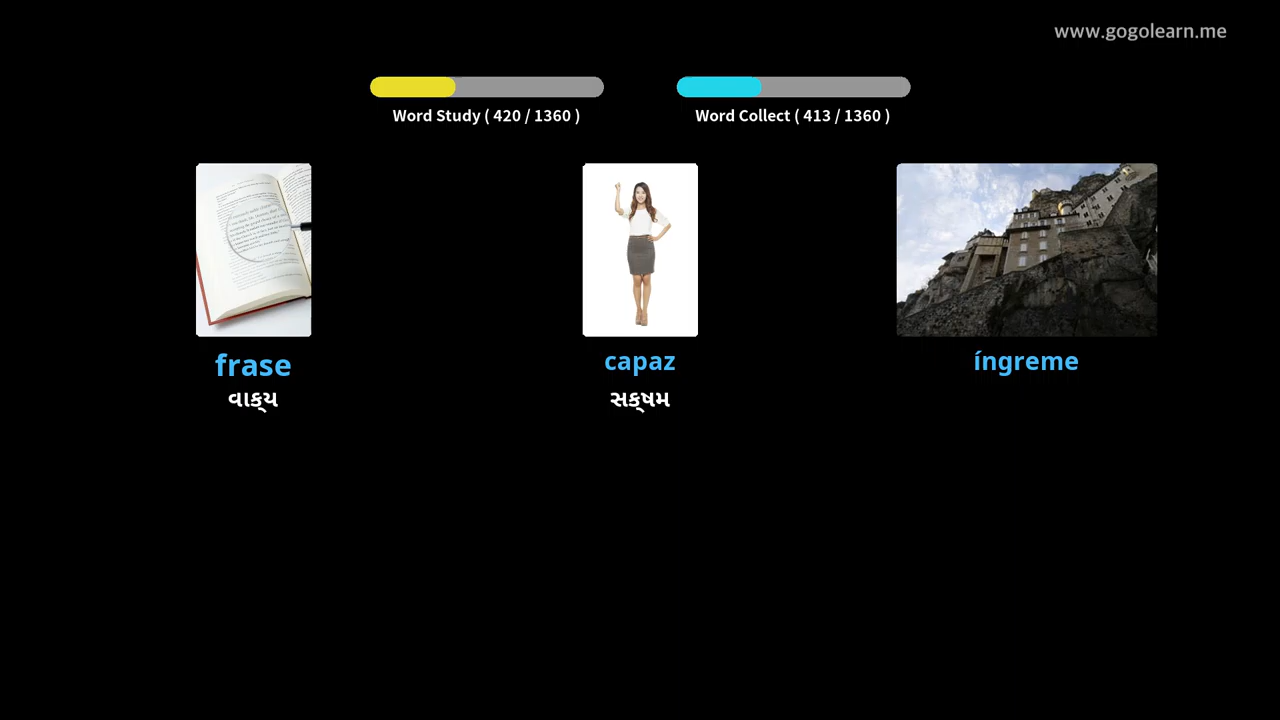 www.gogolearn.me
Word Study ( 420 / 1360 )
Word Collect ( 413 / 1360 )
frase
capaz
íngreme
વાક્ય
સક્ષમ